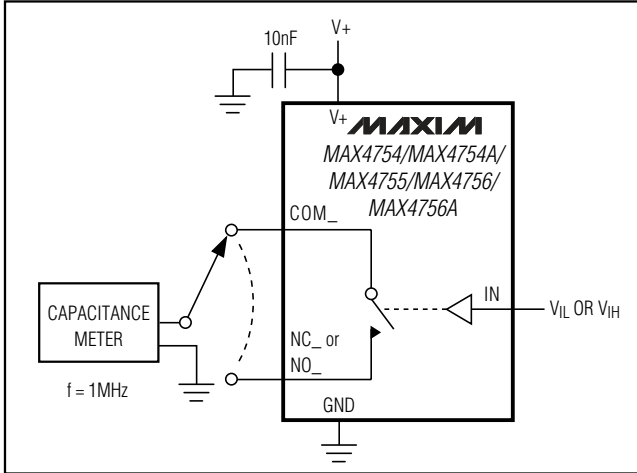 10nF
V+
V+
MAXIM
MAX4754/MAX4754A/
MAX4755/MAX4756/
MAX4756A
COM_
IN
VIL OR VIH
CAPACITANCE
METER
NC_ or
NO_
f = 1MHz
GND